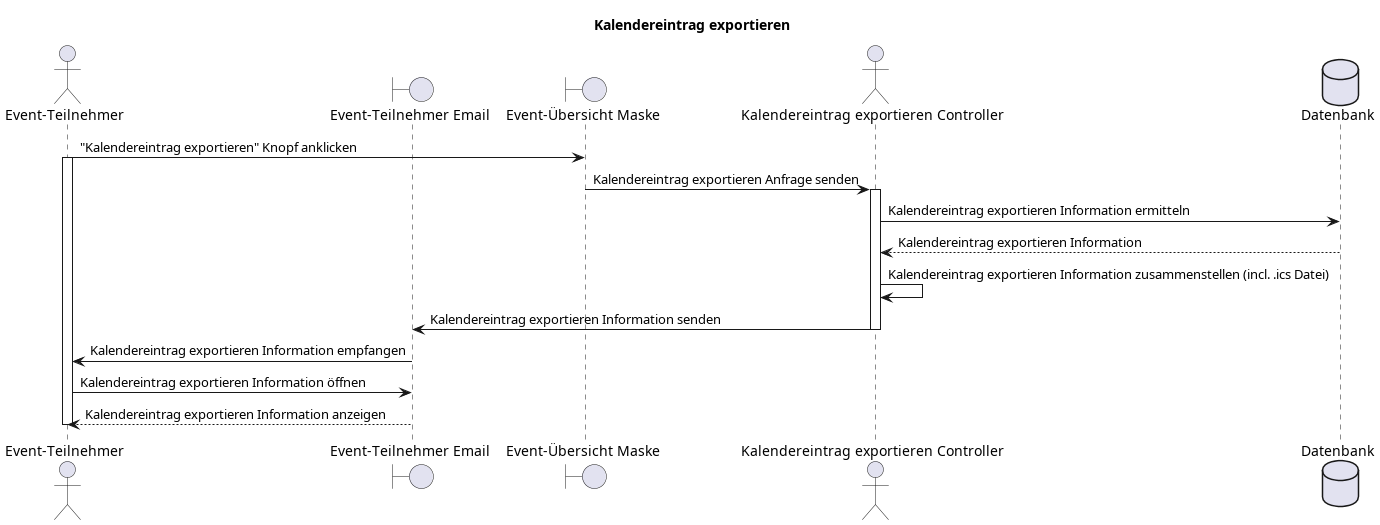 Kalendereintrag exportieren
Event-Teilnehmer
Event-Teilnehmer Email
Event-Übersicht Maske
Kalendereintrag exportieren Controller
Datenbank
"Kalendereintrag exportieren" Knopf anklicken
Kalendereintrag exportieren Anfrage senden
Kalendereintrag exportieren Information ermitteln
Kalendereintrag exportieren Information
Kalendereintrag exportieren Information zusammenstellen (incl. .ics Datei)
Kalendereintrag exportieren Information senden
Kalendereintrag exportieren Information empfangen
Kalendereintrag exportieren Information öffnen
Kalendereintrag exportieren Information anzeigen
Event-Teilnehmer
Event-Teilnehmer Email
Event-Übersicht Maske
Kalendereintrag exportieren Controller
Datenbank